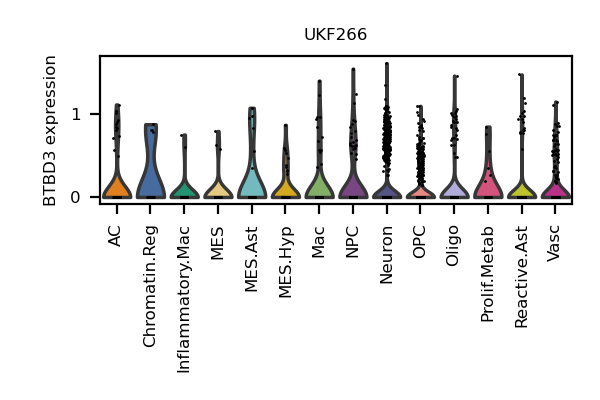 UKF266
BTBD3 expression
1
0
AC
Chromatin.Reg
Inflammatory.Mac
MES
MES.Ast
MES.Hyp
Mac
NPC
Neuron
OPC
Oligo
Prolif.Metab
Reactive.Ast
Vasc